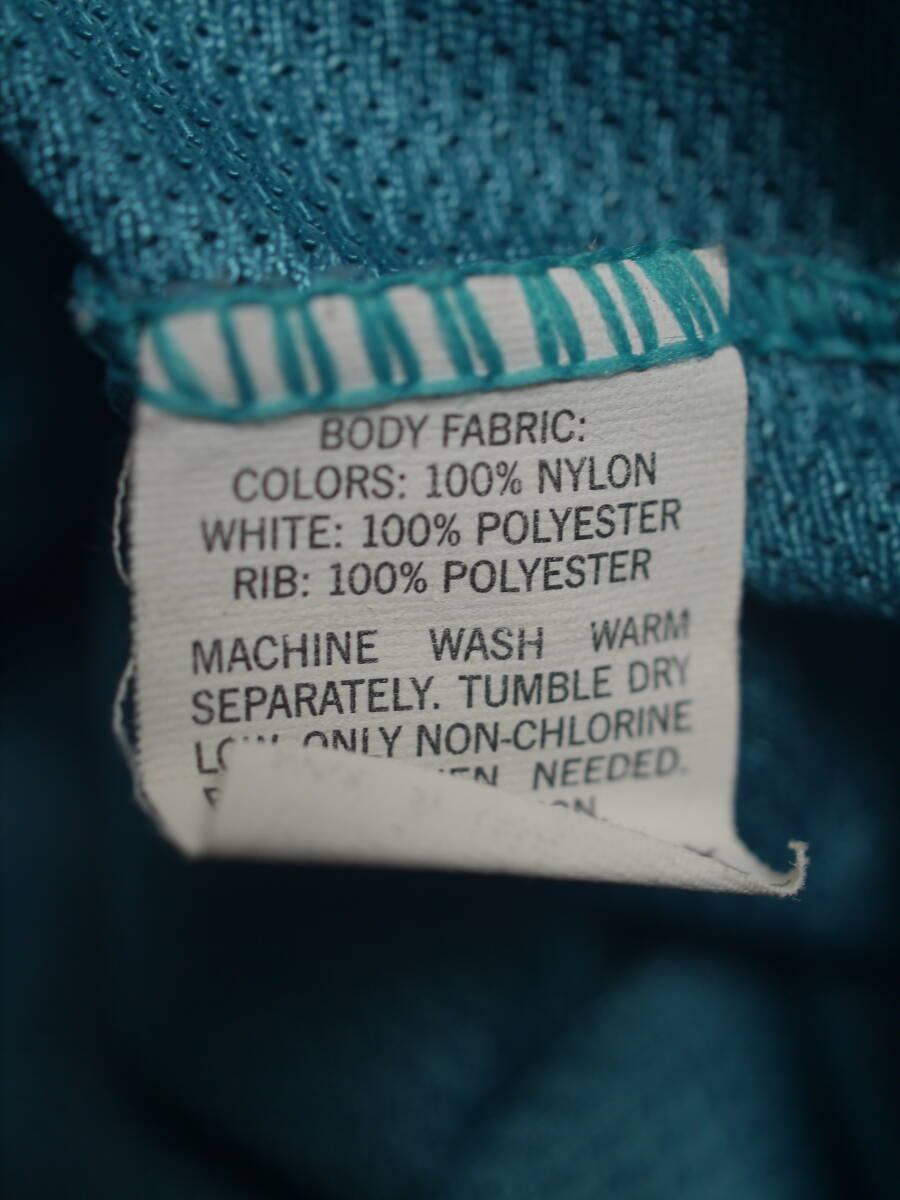 BODY FABRIC:
COLORS: 100% NYLON
WHITE: 100% POLYESTER
RIB: 100% POLYESTER
MACHINE WASH WARM
SEPARATELY. TUMBLE DRY
ONLY NON-CHLORINE
NEEDED.